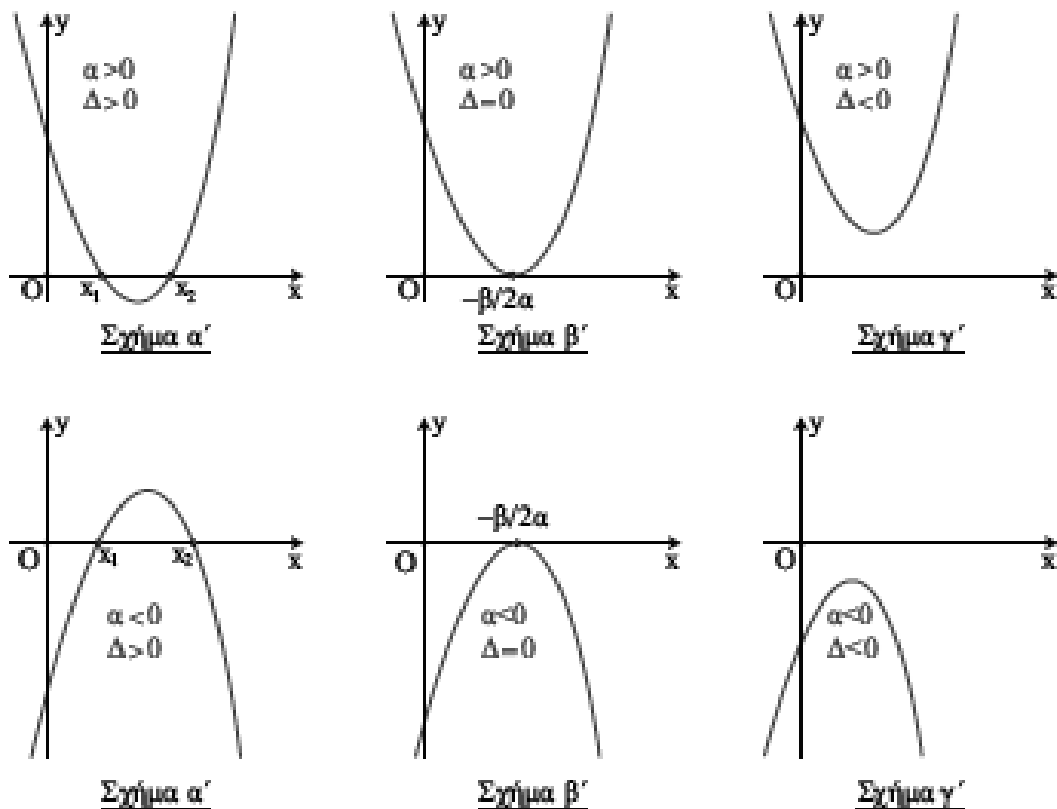 y
α>0
Δ>0
O
x₁
x₂
x
Σχήμα α΄
y
α>0
Δ=0
O
−β/2α
x
Σχήμα β΄
y
α>0
Δ<0
O
x
Σχήμα γ΄
y
O
x₁
x₂
x
α<0
Δ>0
Σχήμα α΄
y
−β/2α
O
x
α<0
Δ=0
Σχήμα β΄
y
O
x
α<0
Δ<0
Σχήμα γ΄